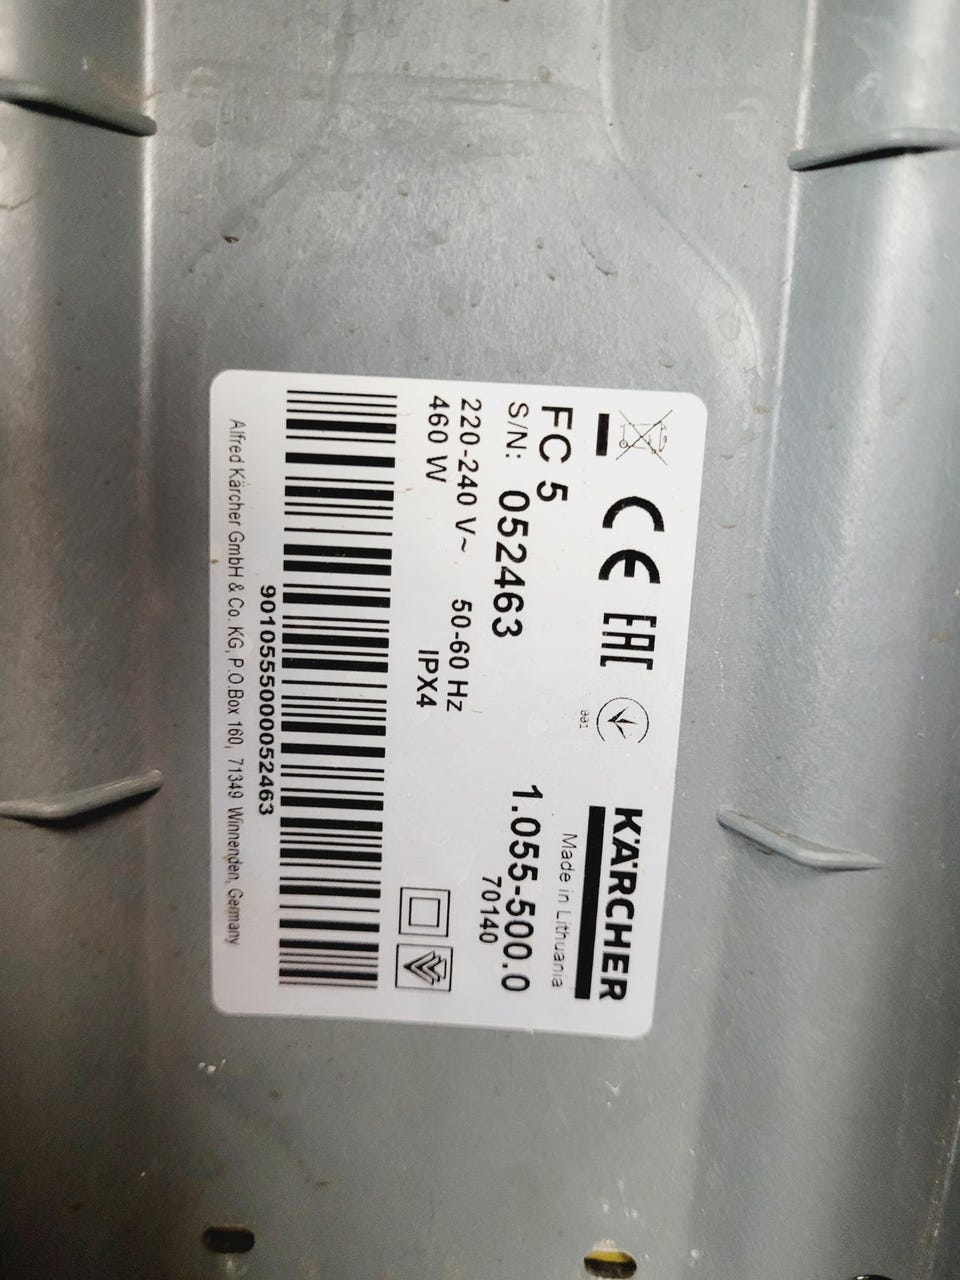 CE EAC 001
KÄRCHER
Made in Lithuania
FC 5
1.055-500.0
S/N: 052463
70140
220-240 V~ 50-60 Hz
460 W IPX4
9010555000052463
Alfred Kärcher GmbH & Co. KG, P.O.Box 160, 71349 Winnenden, Germany